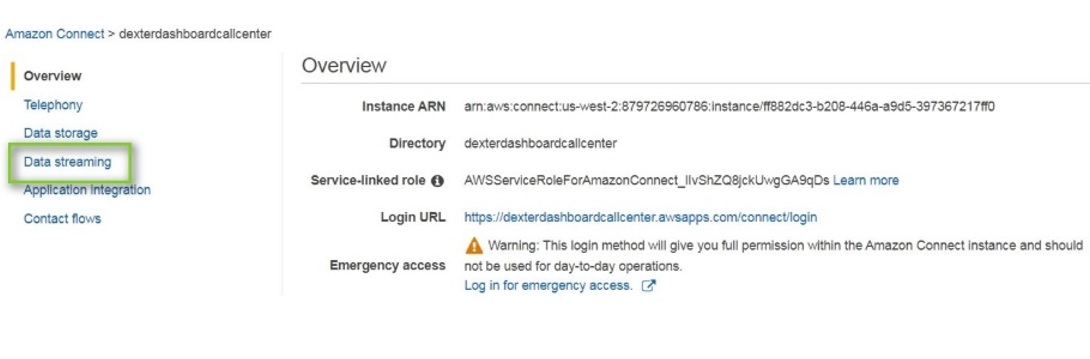 Amazon Connect > dexterdashboardcallcenter
Overview
Telephony
Data storage
Data streaming
Application integration
Contact flows
Overview
Instance ARN arn:aws:connect:us-west-2:879726960786:instance/ff882dc3-b208-446a-a9d5-397367217ff0
Directory dexterdashboardcallcenter
Service-linked role AWSServiceRoleForAmazonConnect_IIvShZQ8jckUwgGA9qDs Learn more
Login URL https://dexterdashboardcallcenter.awsapps.com/connect/login
Emergency access Warning: This login method will give you full permission within the Amazon Connect instance and should
not be used for day-to-day operations.
Log in for emergency access.